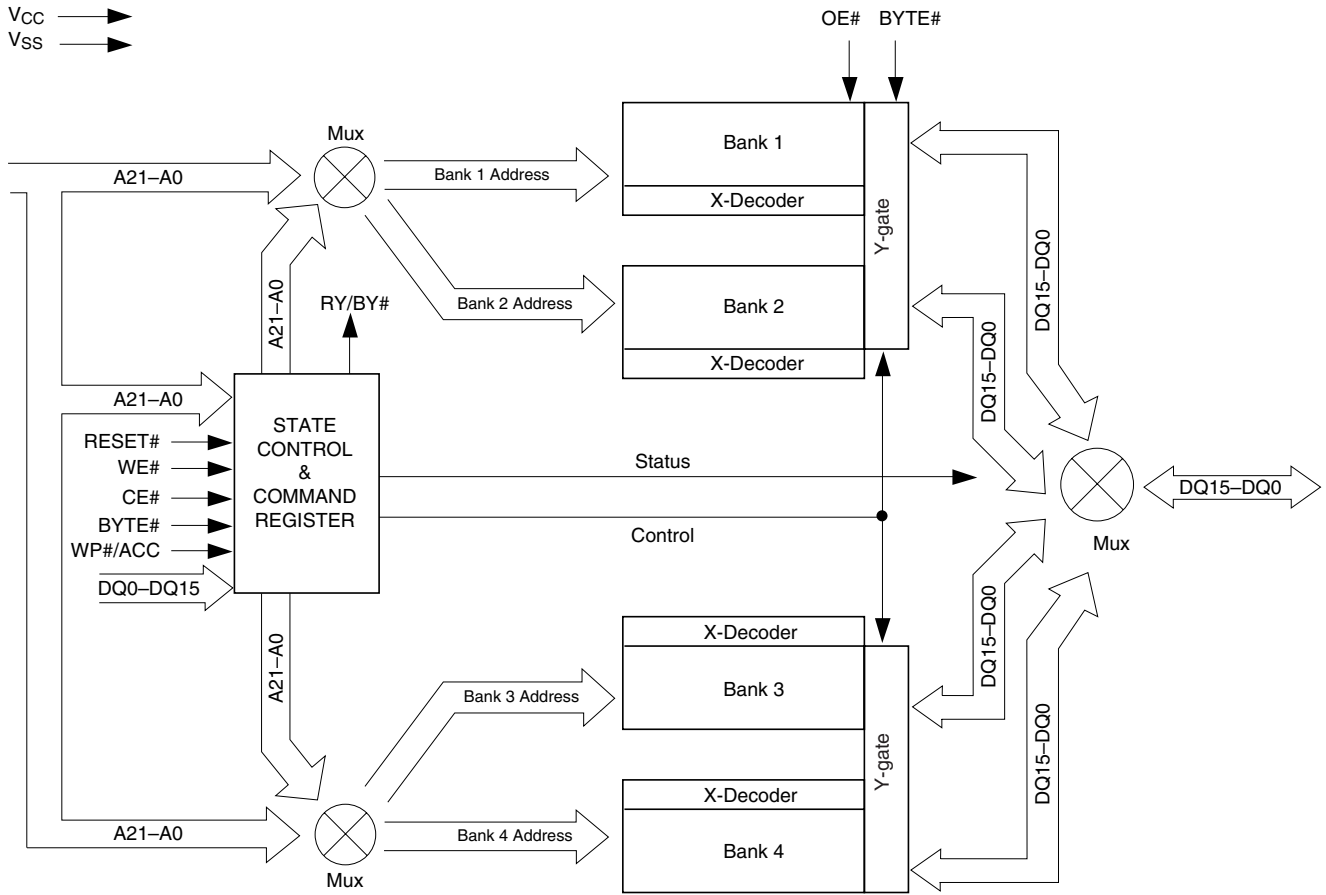 VCC
VSS
OE# BYTE#
Mux
Bank 1
A21–A0
Bank 1 Address
X-Decoder
Y-gate
DQ15–DQ0
A21–A0
RY/BY#
Bank 2 Address
Bank 2
X-Decoder
DQ15–DQ0
A21–A0
STATE
CONTROL
&
COMMAND
REGISTER
RESET#
WE#
CE#
BYTE#
WP#/ACC
DQ0–DQ15
Status
Control
DQ15–DQ0
Mux
A21–A0
X-Decoder
Bank 3 Address
Bank 3
DQ15–DQ0
Y-gate
DQ15–DQ0
X-Decoder
A21–A0
Bank 4 Address
Bank 4
Mux